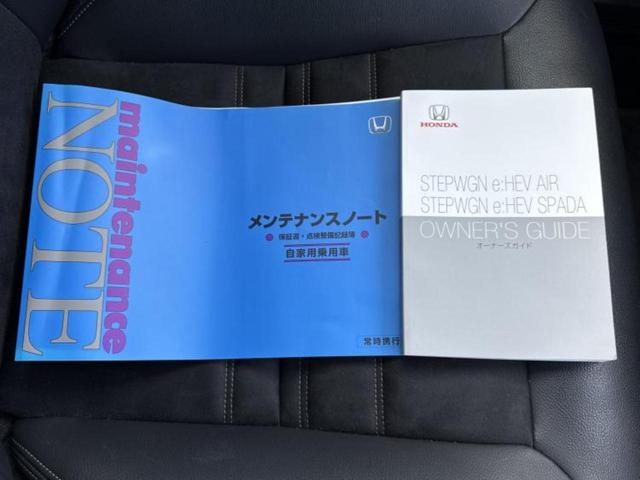 maintenance
NOTE
メンテナンスノート
保証書・点検整備記録簿
自家用乗用車
常時携行
HONDA
STEPWGN e:HEV AIR
STEPWGN e:HEV SPADA
OWNER'S GUIDE
オーナーズガイド